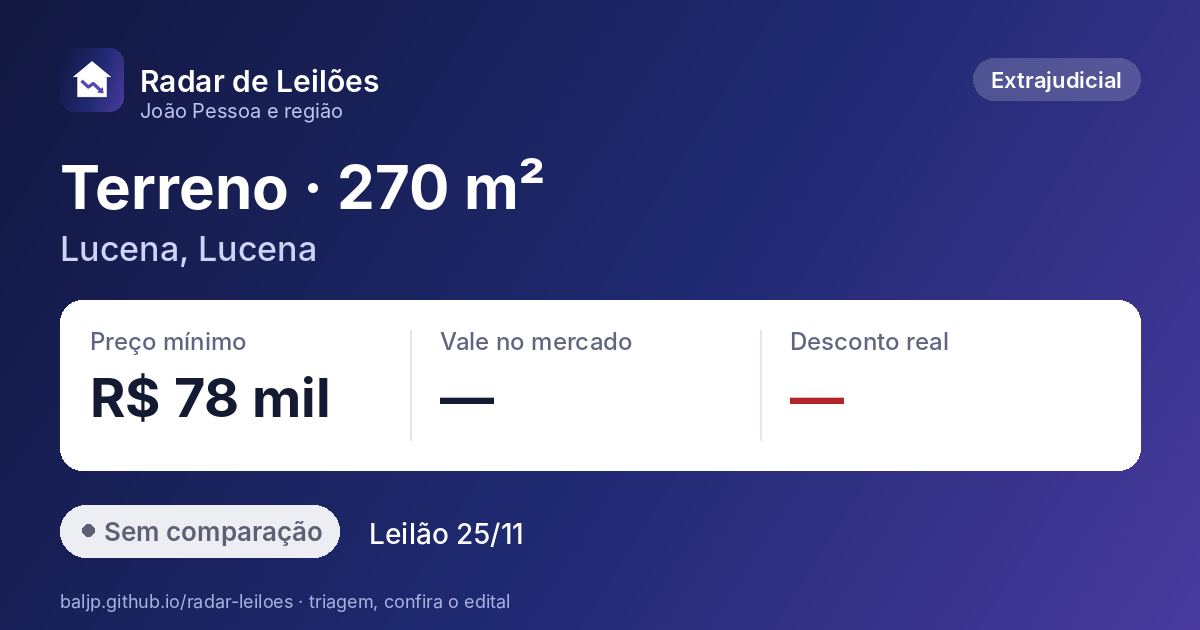 Radar de Leilões
João Pessoa e região
Extrajudicial
Terreno · 270 m²
Lucena, Lucena
Preço mínimo
R$ 78 mil
Vale no mercado
—
Desconto real
—
Sem comparação
Leilão 25/11
baljp.github.io/radar-leiloes · triagem, confira o edital